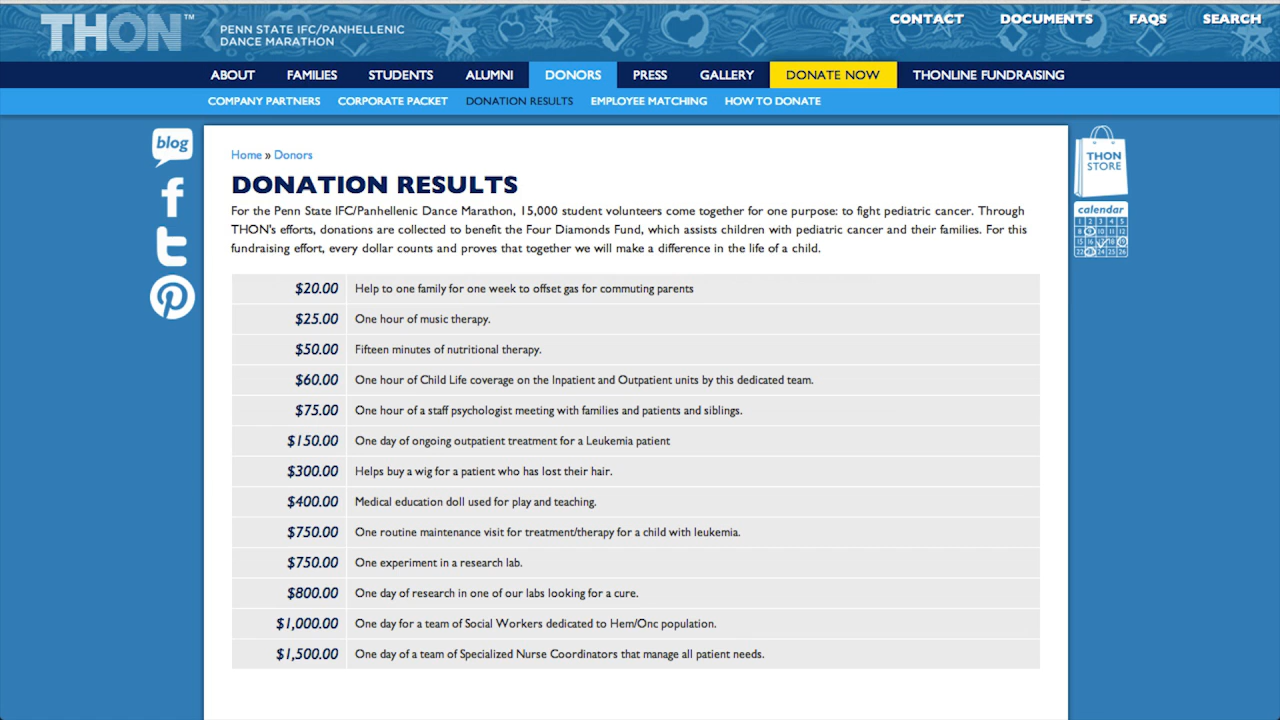 THON™
PENN STATE IFC/PANHELLENIC
DANCE MARATHON
CONTACT DOCUMENTS FAQS SEARCH
ABOUT FAMILIES STUDENTS ALUMNI DONORS PRESS GALLERY DONATE NOW THONLINE FUNDRAISING
COMPANY PARTNERS CORPORATE PACKET DONATION RESULTS EMPLOYEE MATCHING HOW TO DONATE
blog
Home » Donors
DONATION RESULTS
For the Penn State IFC/Panhellenic Dance Marathon, 15,000 student volunteers come together for one purpose: to fight pediatric cancer. Through
THON's efforts, donations are collected to benefit the Four Diamonds Fund, which assists children with pediatric cancer and their families. For this
fundraising effort, every dollar counts and proves that together we will make a difference in the life of a child.
$20.00 Help to one family for one week to offset gas for commuting parents
$25.00 One hour of music therapy.
$50.00 Fifteen minutes of nutritional therapy.
$60.00 One hour of Child Life coverage on the Inpatient and Outpatient units by this dedicated team.
$75.00 One hour of a staff psychologist meeting with families and patients and siblings.
$150.00 One day of ongoing outpatient treatment for a Leukemia patient
$300.00 Helps buy a wig for a patient who has lost their hair.
$400.00 Medical education doll used for play and teaching.
$750.00 One routine maintenance visit for treatment/therapy for a child with leukemia.
$750.00 One experiment in a research lab.
$800.00 One day of research in one of our labs looking for a cure.
$1,000.00 One day for a team of Social Workers dedicated to Hem/Onc population.
$1,500.00 One day of a team of Specialized Nurse Coordinators that manage all patient needs.
THON
STORE
calendar